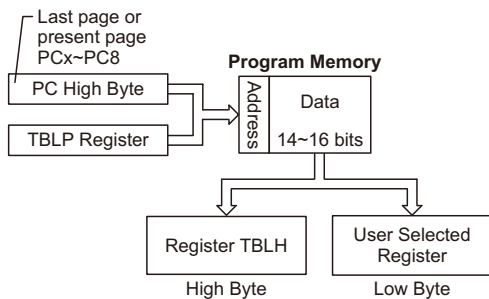 Last page or
present page
PCx~PC8
Program Memory
PC High Byte
TBLP Register
Address
Data
14~16 bits
Register TBLH
User Selected
Register
High Byte
Low Byte